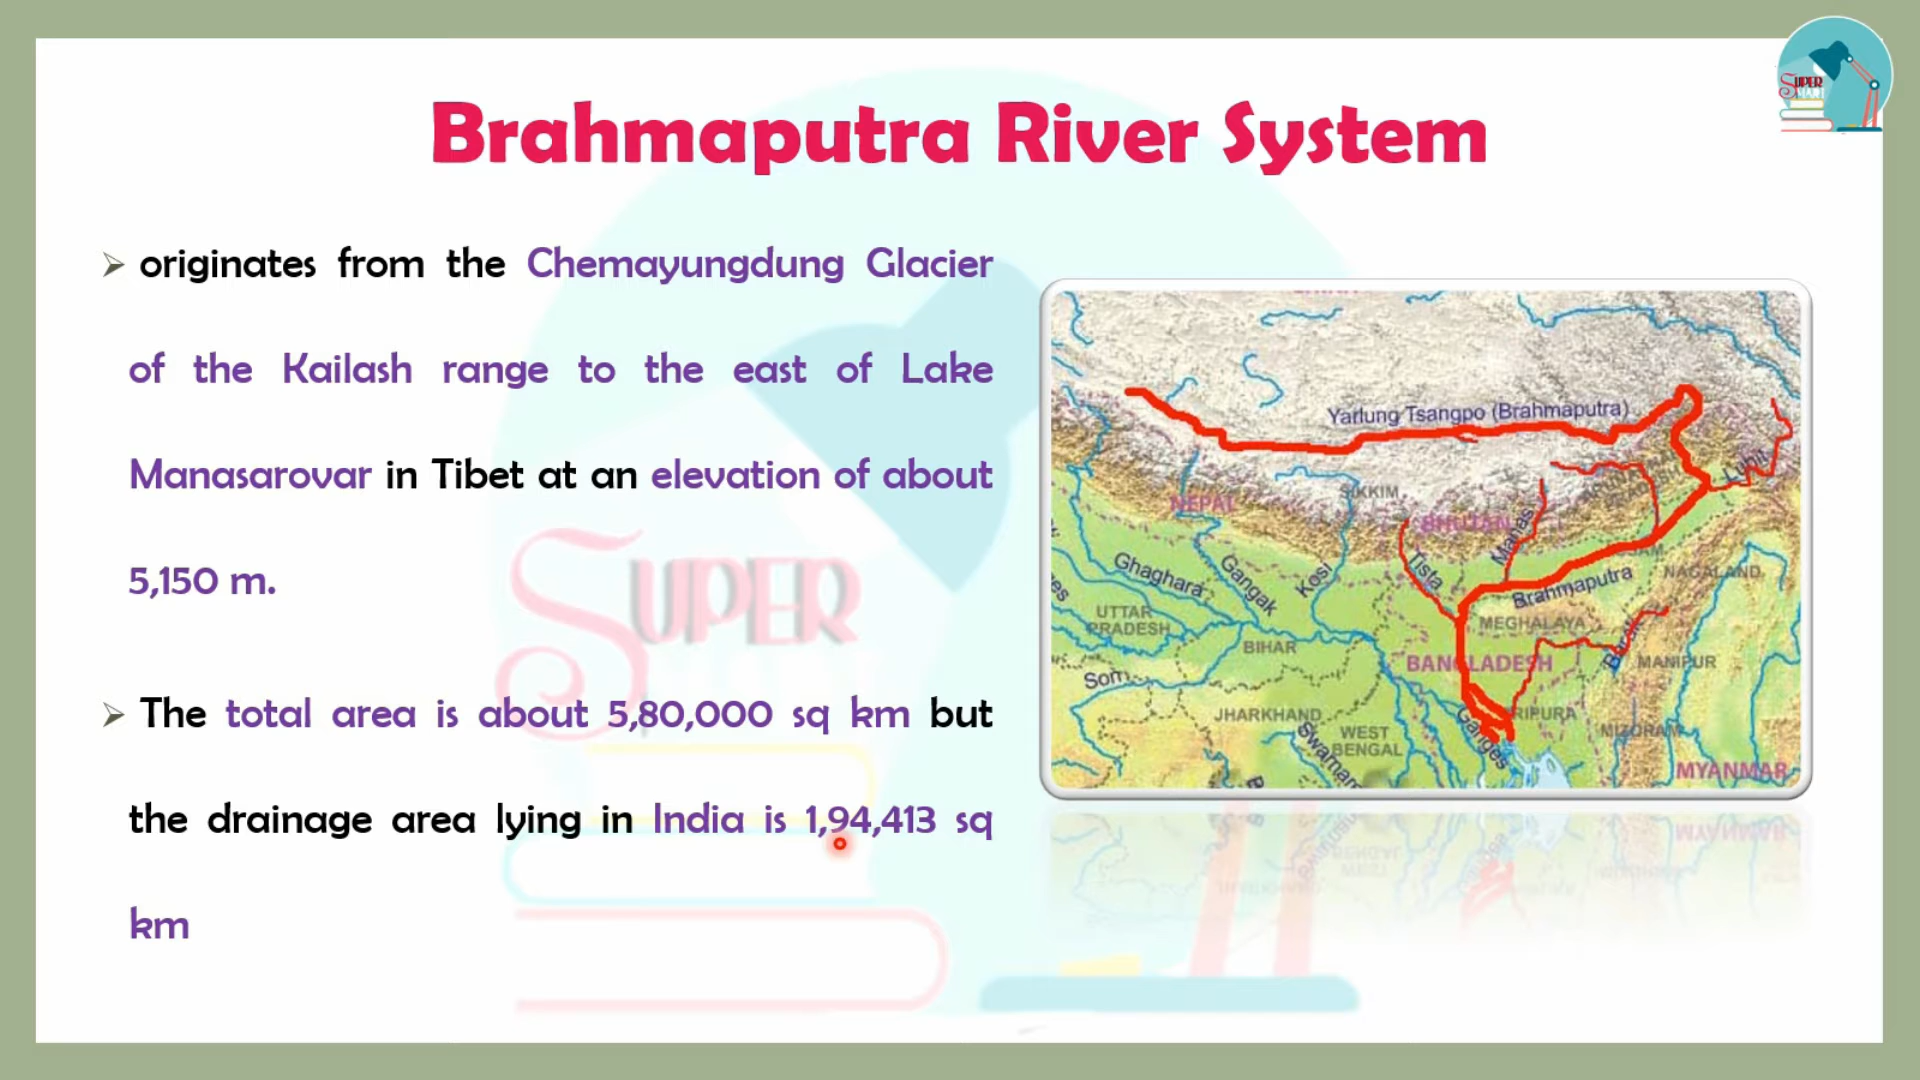 Brahmaputra River System
SUPER
originates from the Chemayungdung Glacier
of the Kailash range to the east of Lake
Manasarovar in Tibet at an elevation of about
5,150 m.
The total area is about 5,80,000 sq km but
the drainage area lying in India is 1,94,413 sq
km
SUPER
Yarlung Tsangpo (Brahmaputra)
Luhit
SIKKIM
NEPAL
BHUTAN
Manas
Tista
Ghaghara
Gangak
Kosi
Brahmaputra
NAGALAND
UTTAR
PRADESH
MEGHALAYA
BIHAR
BANGLADESH
MANIPUR
Son
JHARKHAND
WEST
BENGAL
Ganges
TRIPURA
MIZORAM
MYANMAR